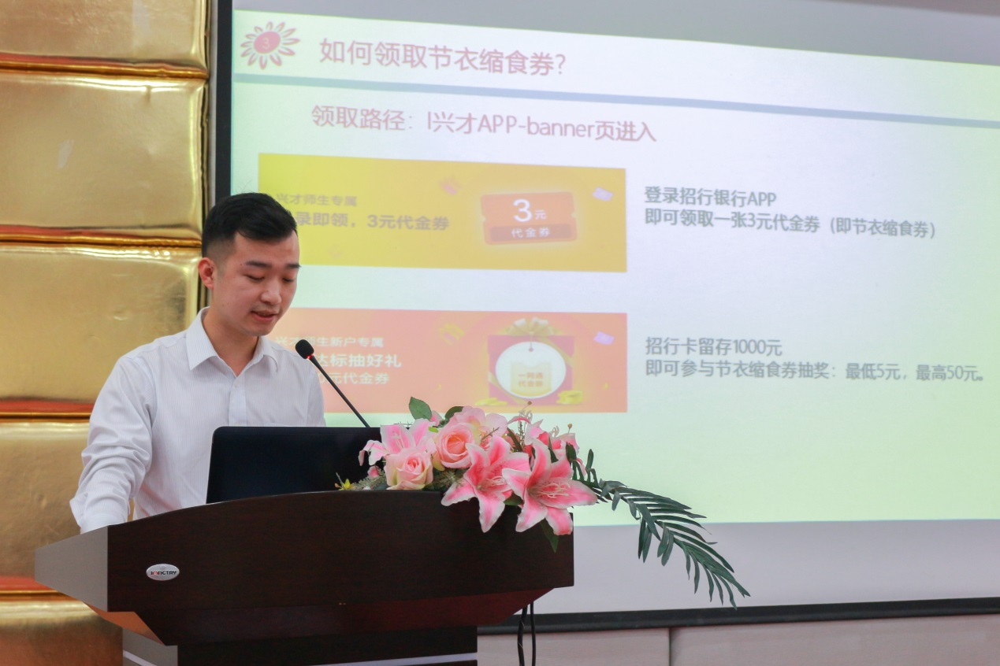 3
如何领取节衣缩食券？
领取路径：I兴才APP-banner页进入
兴才师生专属
录即领，3元代金券
3元
代金券
登录招行银行APP
即可领取一张3元代金券（即节衣缩食券）
兴才师生新户专属
达标抽好礼
元代金券
一网通
代金券
招行卡留存1000元
即可参与节衣缩食券抽奖：最低5元，最高50元。